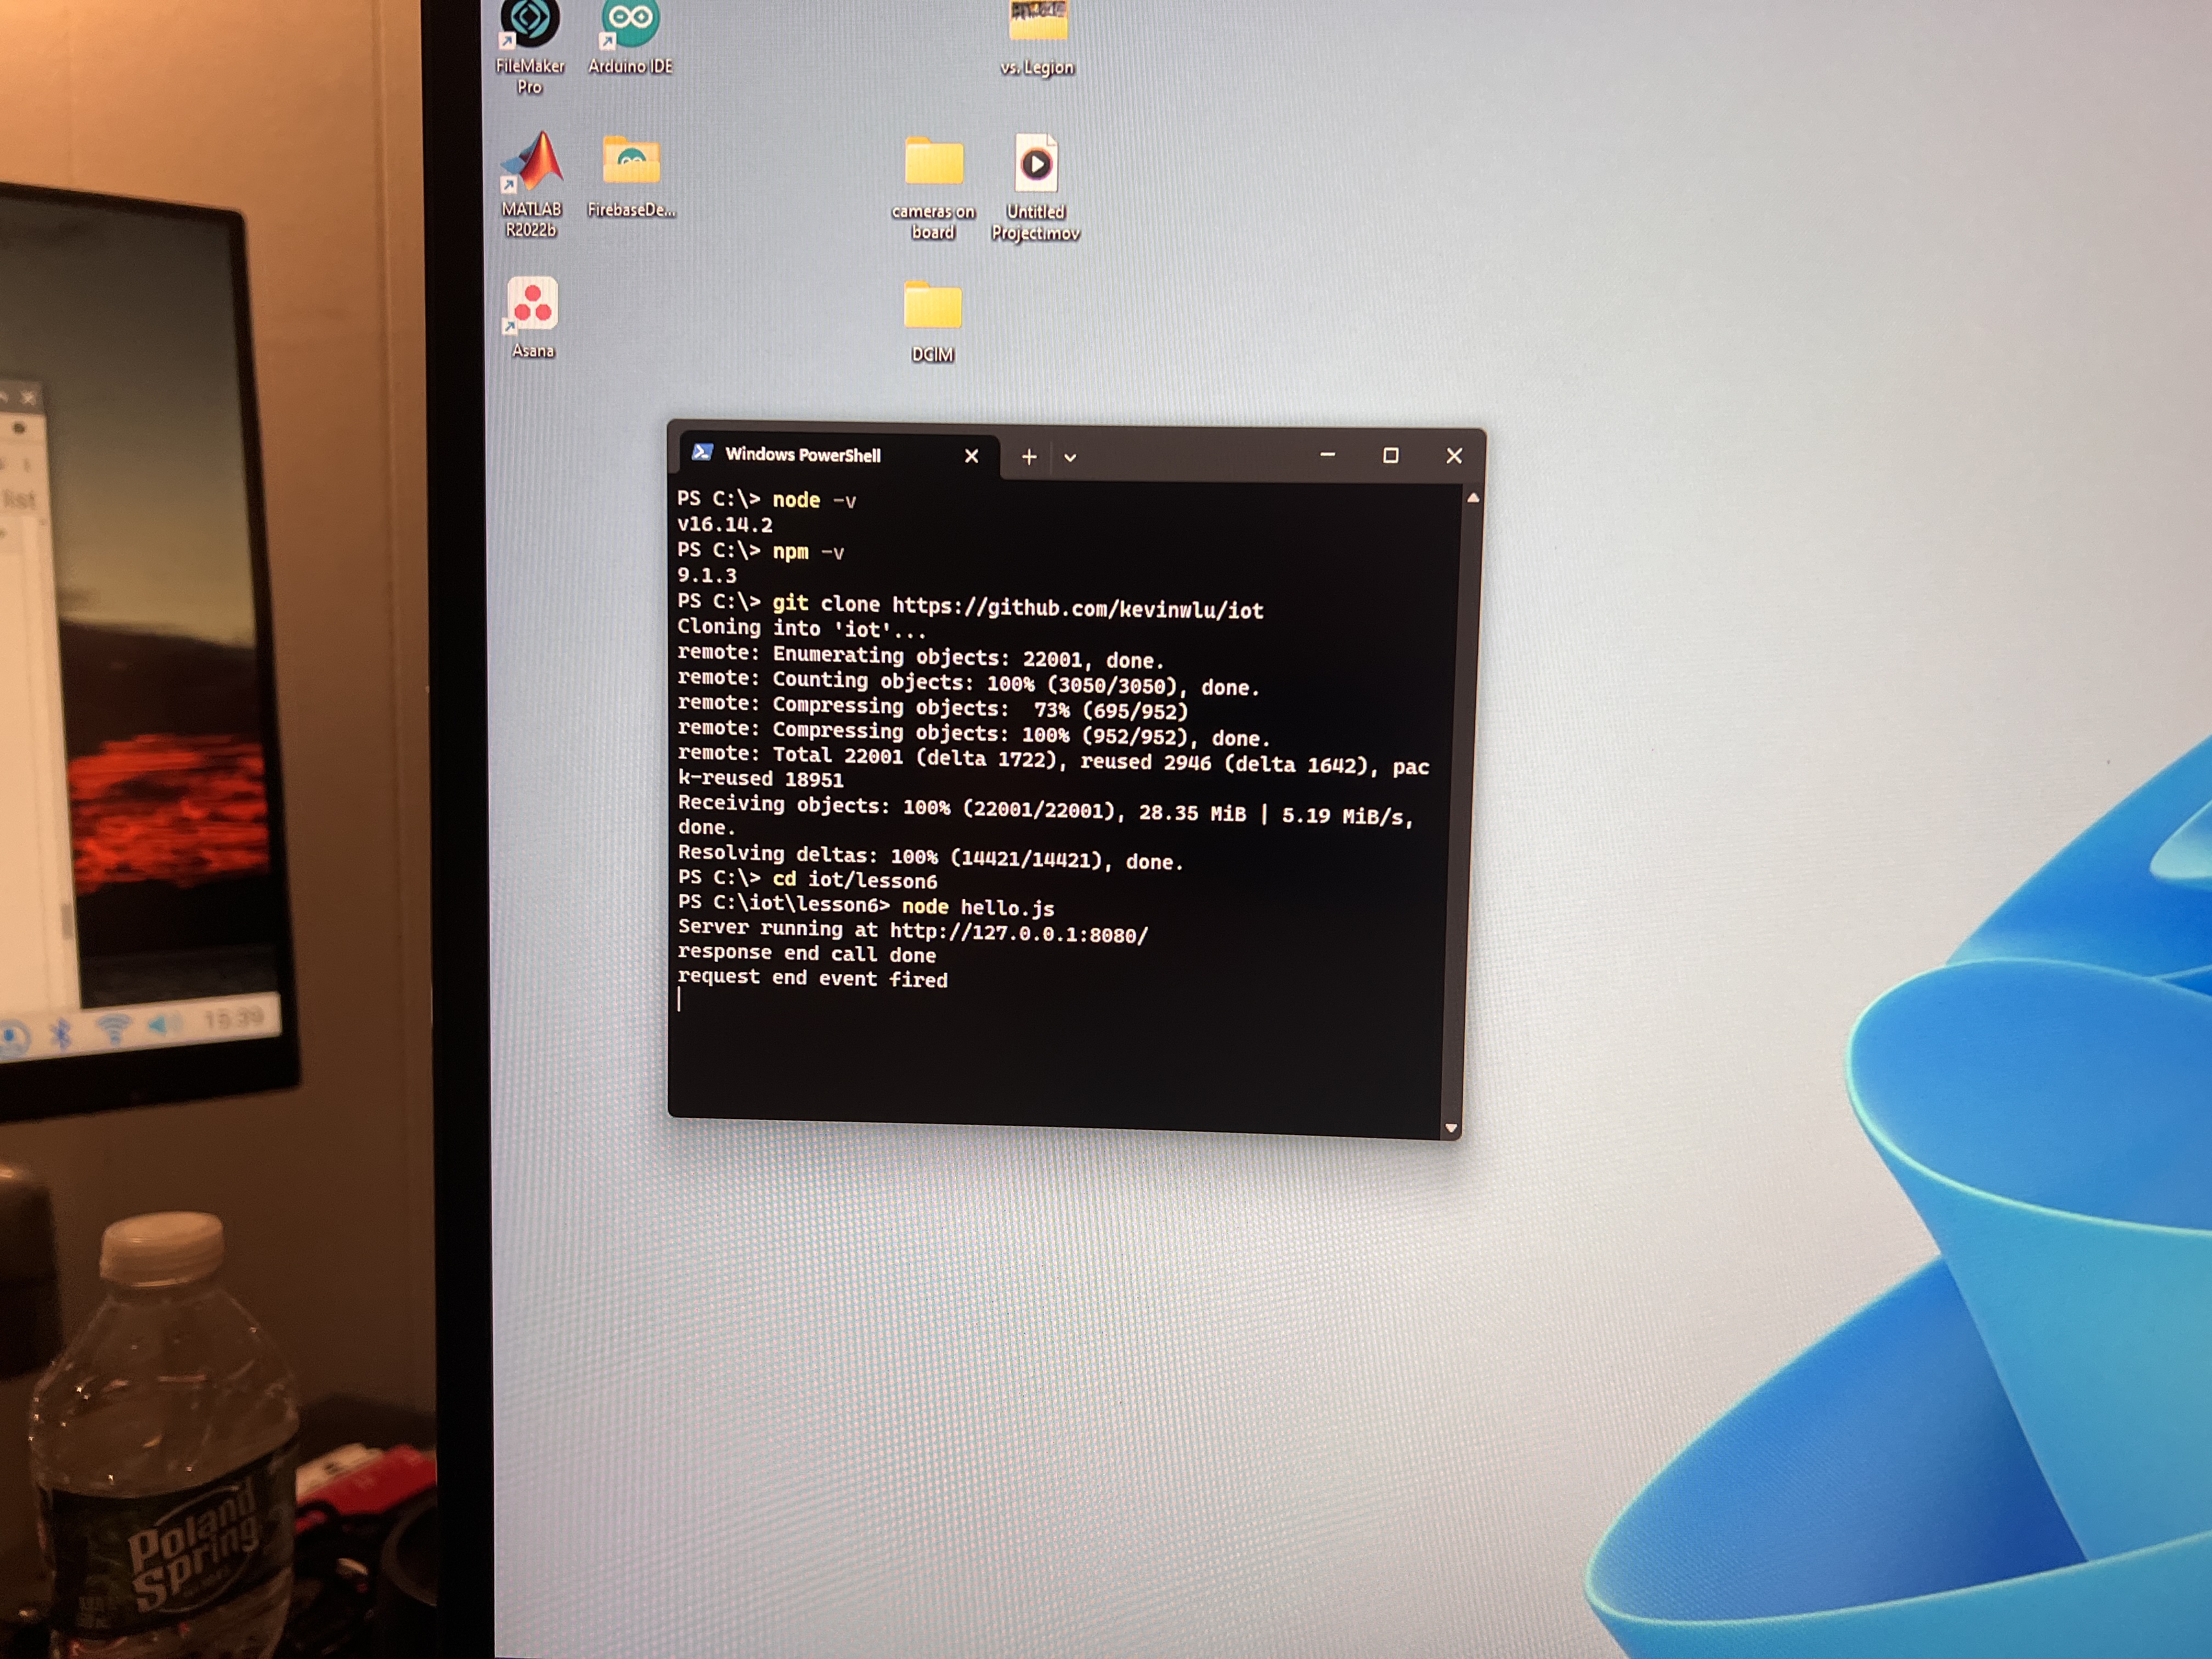 FileMaker
Pro
Arduino IDE
vs. Legion
MATLAB
R2022b
FirebaseDe...
cameras on
board
Untitled
Project.mov
Asana
DCIM
list
Windows PowerShell
PS C:\> node -v
v16.14.2
PS C:\> npm -v
9.1.3
PS C:\> git clone https://github.com/kevinwlu/iot
Cloning into 'iot'...
remote: Enumerating objects: 22001, done.
remote: Counting objects: 100% (3050/3050), done.
remote: Compressing objects:  73% (695/952)
remote: Compressing objects: 100% (952/952), done.
remote: Total 22001 (delta 1722), reused 2946 (delta 1642), pac
k-reused 18951
Receiving objects: 100% (22001/22001), 28.35 MiB | 5.19 MiB/s,
done.
Resolving deltas: 100% (14421/14421), done.
PS C:\> cd iot/lesson6
PS C:\iot\lesson6> node hello.js
Server running at http://127.0.0.1:8080/
response end call done
request end event fired
15:39
Poland
Spring